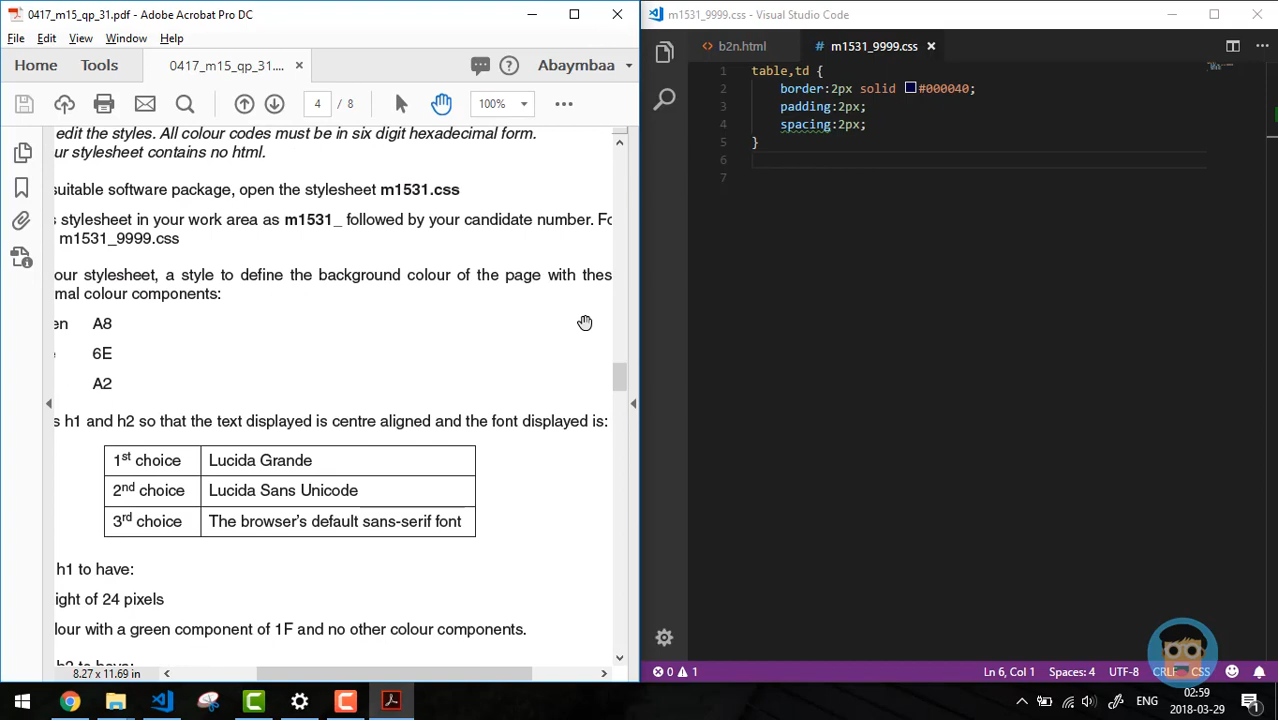 0417_m15_qp_31.pdf - Adobe Acrobat Pro DC
File Edit View Window Help
Home Tools 0417_m15_qp_31.... × Abaymbaa
4 / 8 100%
edit the styles. All colour codes must be in six digit hexadecimal form.
ur stylesheet contains no html.
suitable software package, open the stylesheet m1531.css
s stylesheet in your work area as m1531_ followed by your candidate number. Fo
m1531_9999.css
our stylesheet, a style to define the background colour of the page with thes
mal colour components:
en A8
6E
A2
s h1 and h2 so that the text displayed is centre aligned and the font displayed is:
1st choice Lucida Grande
2nd choice Lucida Sans Unicode
3rd choice The browser's default sans-serif font
h1 to have:
ight of 24 pixels
lour with a green component of 1F and no other colour components.
h2 to have:
8.27 x 11.69 in
m1531_9999.css - Visual Studio Code
b2n.html m1531_9999.css
1 table,td {
2 border:2px solid #000040;
3 padding:2px;
4 spacing:2px;
5 }
6
7
0 1 Ln 6, Col 1 Spaces: 4 UTF-8 CRLF CSS
ENG 02:59
2018-03-29 1